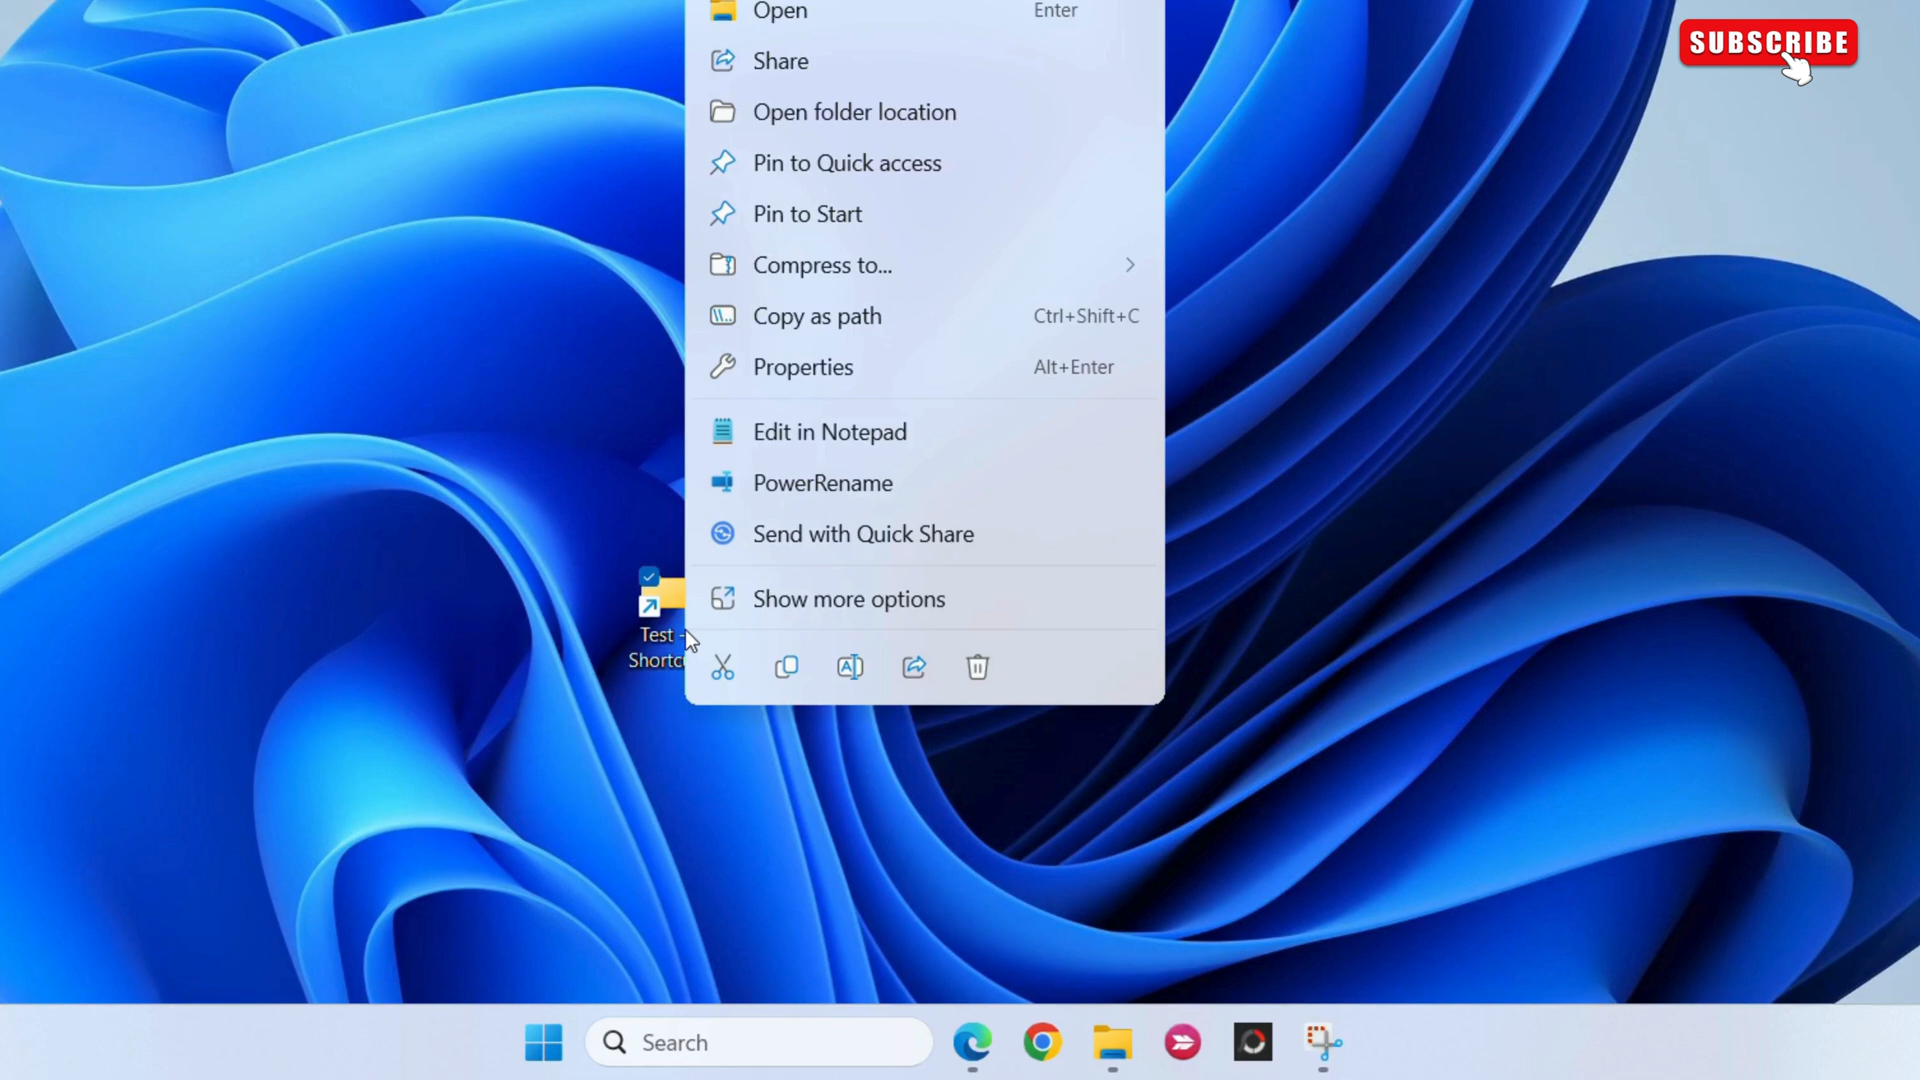 Open Enter
SUBSCRIBE
Share
Open folder location
Pin to Quick access
Pin to Start
Compress to...
Copy as path Ctrl+Shift+C
Properties Alt+Enter
Edit in Notepad
PowerRename
Send with Quick Share
Show more options
Test -
Shortc
Search